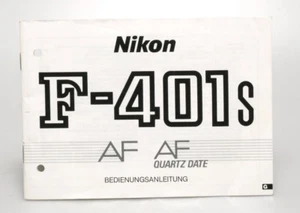 Nikon
F-401s
AF AF
QUARTZ DATE
BEDIENUNGSANLEITUNG
G